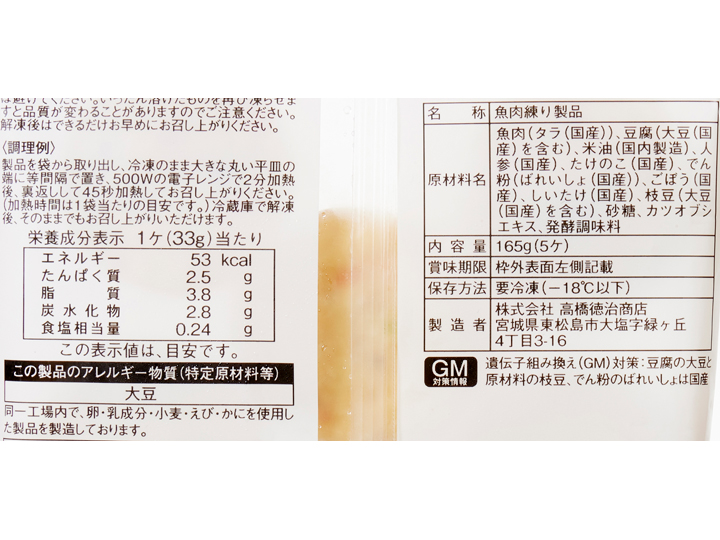 は避けてください。いったん溶けたものを再び凍らせま
すと品質が変わることがありますのでご注意ください。
解凍後はできるだけお早めにお召し上がりください。
〈調理例〉
製品を袋から取り出し、冷凍のまま大きな丸い平皿の
端に等間隔で置き、500Wの電子レンジで2分加熱
後、裏返しして45秒加熱してお召し上がりください。
(加熱時間は1袋当たりの目安です。)冷蔵庫で解凍
後、そのままでもお召し上がりいただけます。
栄養成分表示 1ケ(33g)当たり
エネルギー 53 kcal
たんぱく質 2.5 g
脂質 3.8 g
炭水化物 2.8 g
食塩相当量 0.24 g
この表示値は、目安です。
この製品のアレルギー物質(特定原材料等)
大豆
同一工場内で、卵・乳成分・小麦・えび・かにを使用し
た製品を製造しております。
名称 魚肉練り製品
原材料名 魚肉(タラ(国産))、豆腐(大豆(国
産)を含む)、米油(国内製造)、人
参(国産)、たけのこ(国産)、でん
粉(ばれいしょ(国産))、ごぼう(国
産)、しいたけ(国産)、枝豆(大豆
(国産)を含む)、砂糖、カツオブシ
エキス、発酵調味料
内容量 165g(5ケ)
賞味期限 枠外表面左側記載
保存方法 要冷凍(−18℃以下)
製造者 株式会社 高橋徳治商店
宮城県東松島市大塩字緑ヶ丘
4丁目3-16
GM 対策情報
遺伝子組み換え(GM)対策:豆腐の大豆と
原材料の枝豆、でん粉のばれいしょは国産